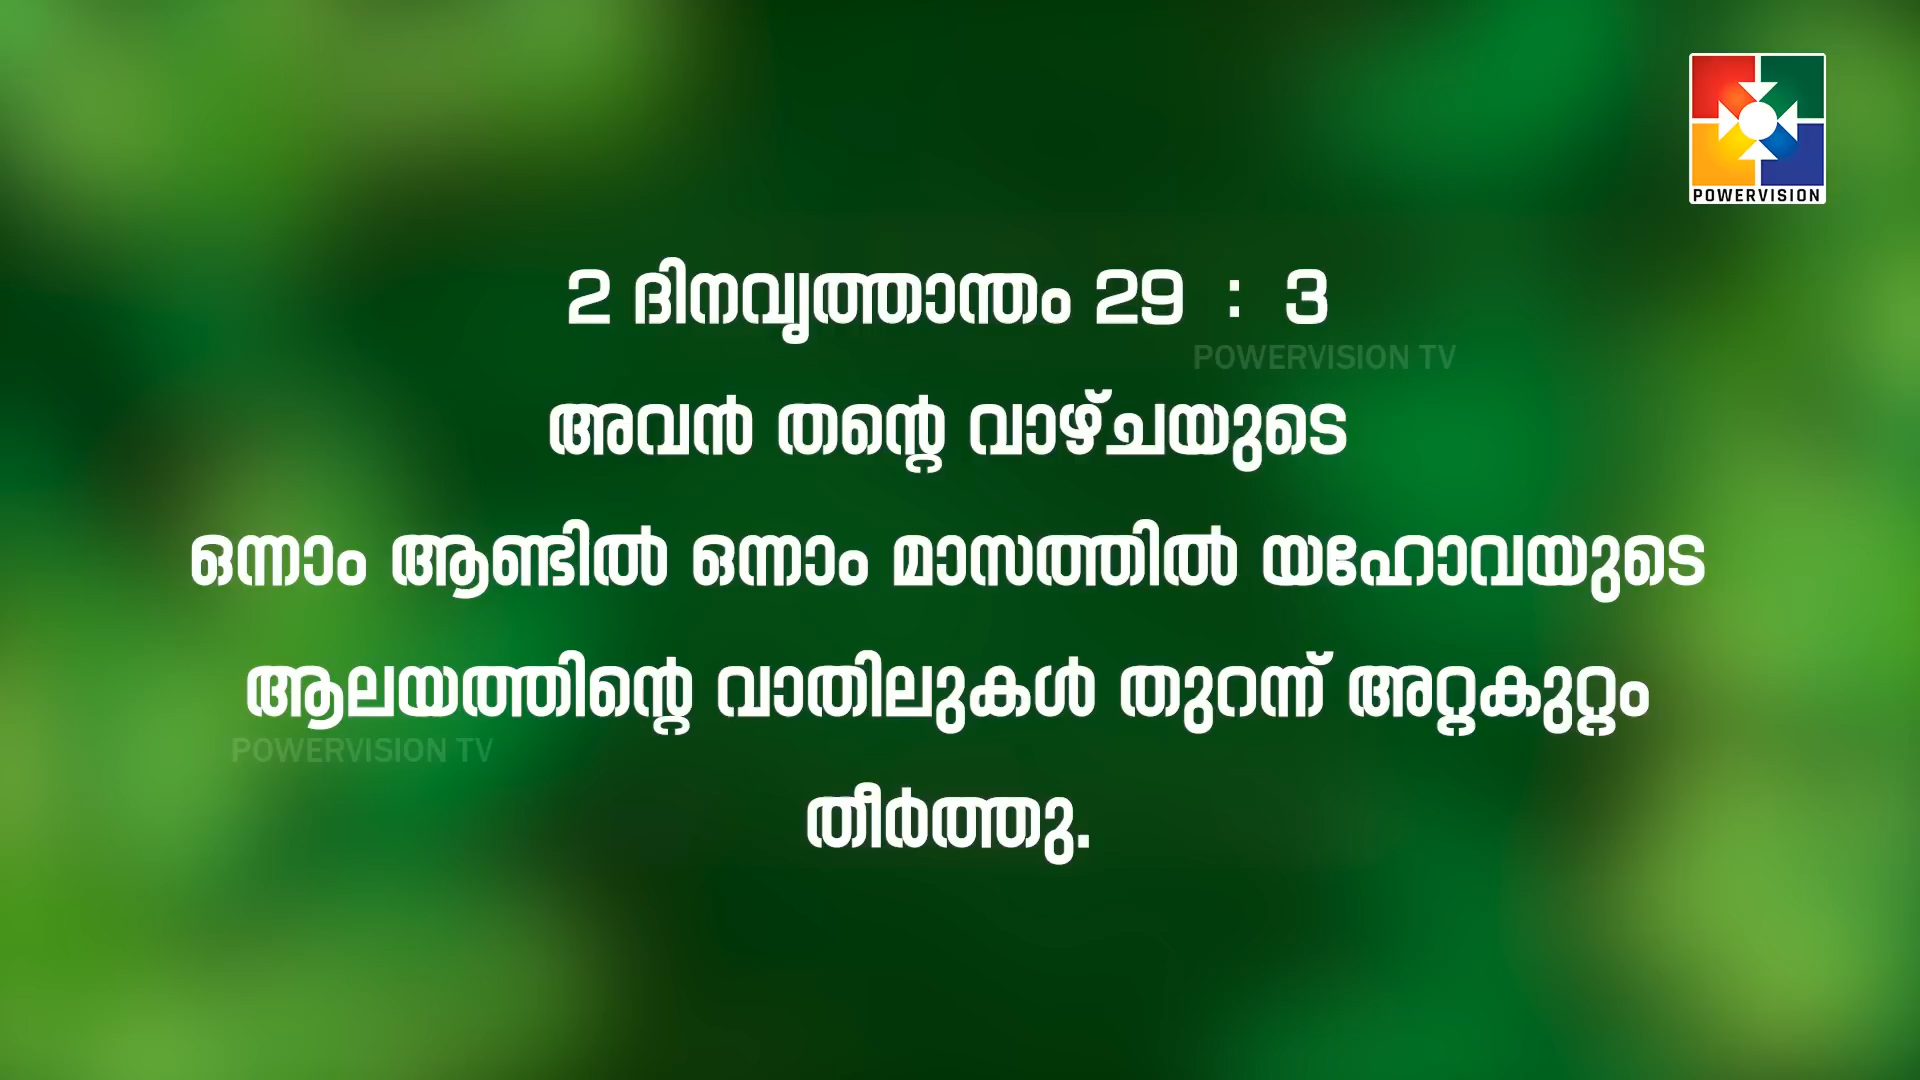 POWERVISION
2 ദിനവൃത്താന്തം 29 : 3
POWERVISION TV
അവൻ തന്റെ വാഴ്ചയുടെ
ഒന്നാം ആണ്ടിൽ ഒന്നാം മാസത്തിൽ യഹോവയുടെ
ആലയത്തിന്റെ വാതിലുകൾ തുറന്ന് അറ്റകുറ്റം
POWERVISION TV
തീർത്തു.